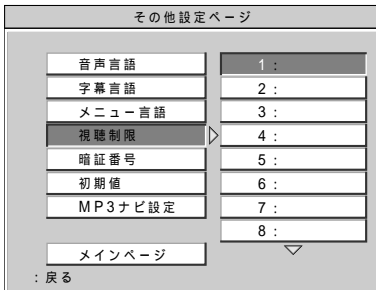 その他設定ページ
音声言語
字幕言語
メニュー言語
視聴制限
暗証番号
初期値
MP3ナビ設定
メインページ
1 :
2 :
3 :
4 :
5 :
6 :
7 :
8 :
: 戻る